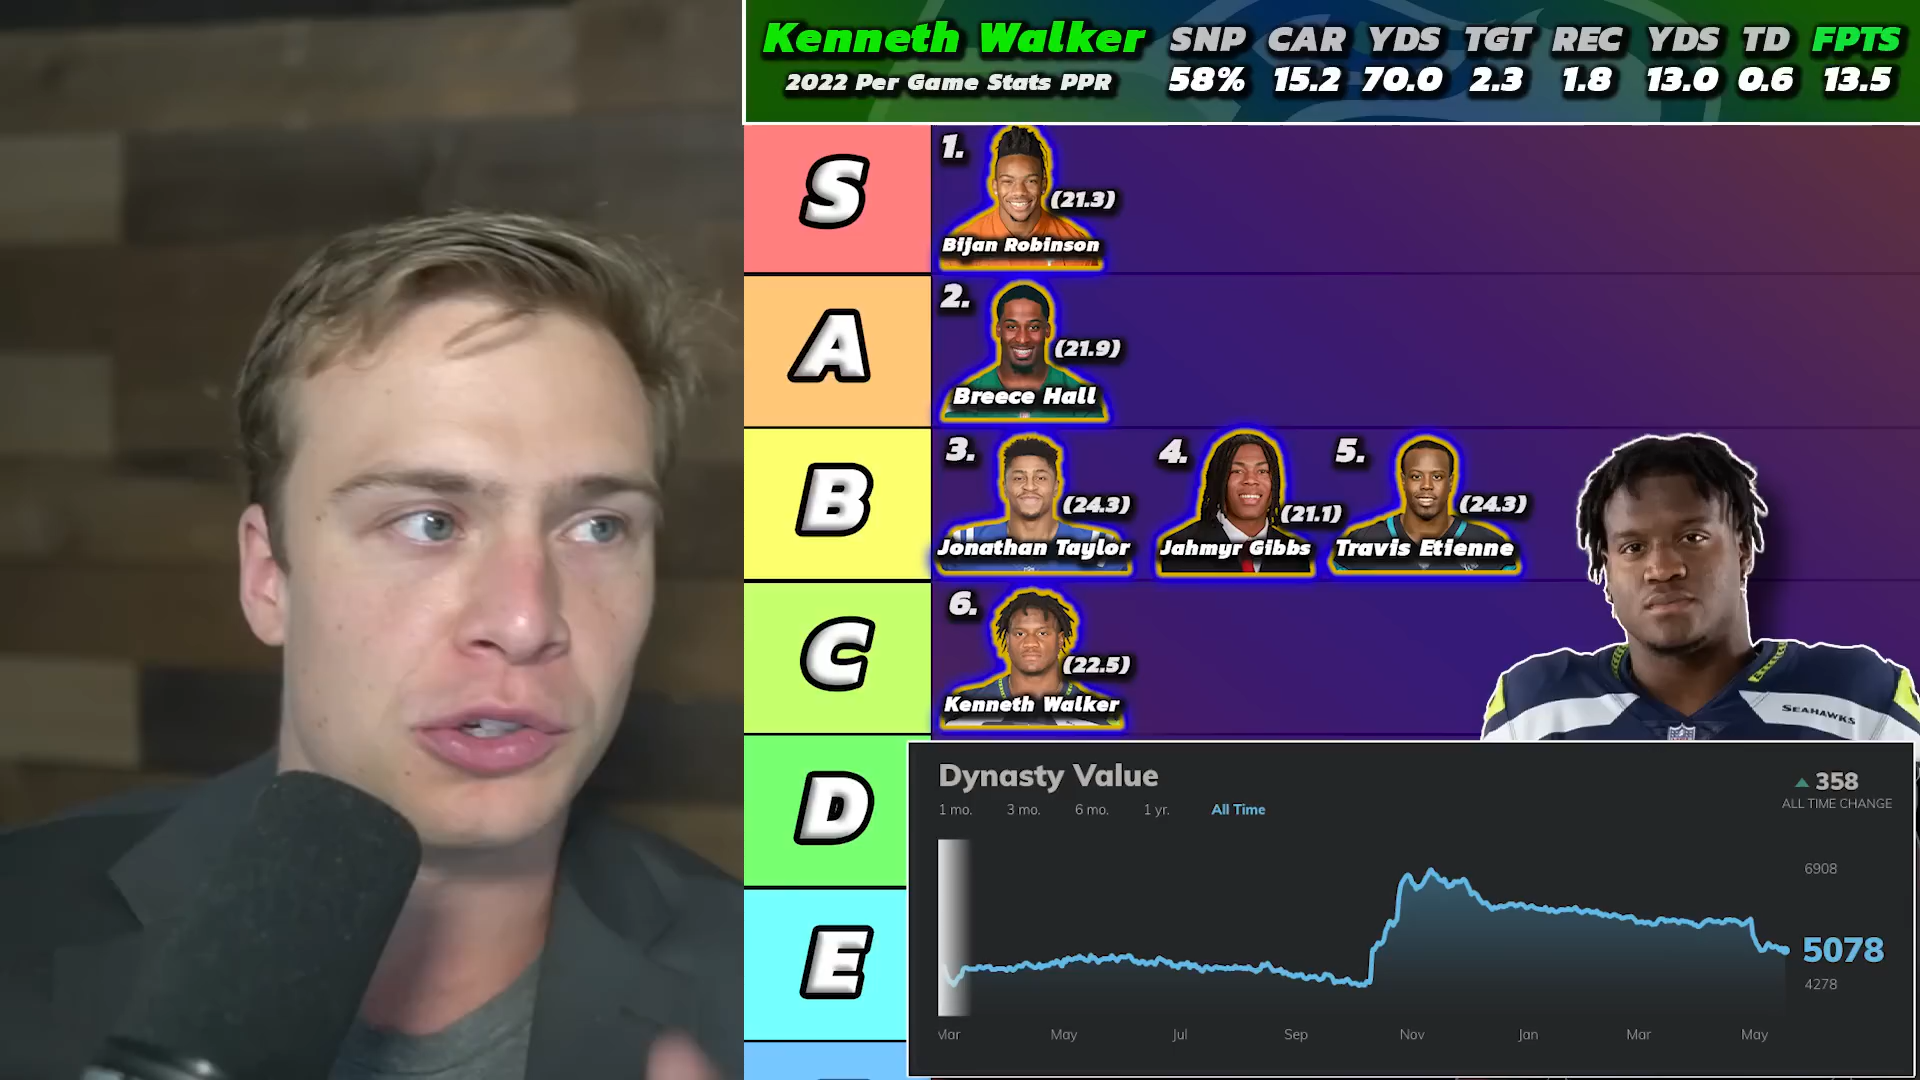 Kenneth Walker SNP CAR YDS TGT REC YDS TD FPTS
2022 Per Game Stats PPR 58% 15.2 70.0 2.3 1.8 13.0 0.6 13.5
S
1.
(21.3)
Bijan Robinson
A
2.
(21.9)
Breece Hall
B
3.
(24.3)
Jonathan Taylor
4.
(21.1)
Jahmyr Gibbs
5.
(24.3)
Travis Etienne
C
6.
(22.5)
Kenneth Walker
SEAHAWKS
D
E
Dynasty Value
358
ALL TIME CHANGE
1 mo. 3 mo. 6 mo. 1 yr. All Time
6908
5078
4278
Mar May Jul Sep Nov Jan Mar May